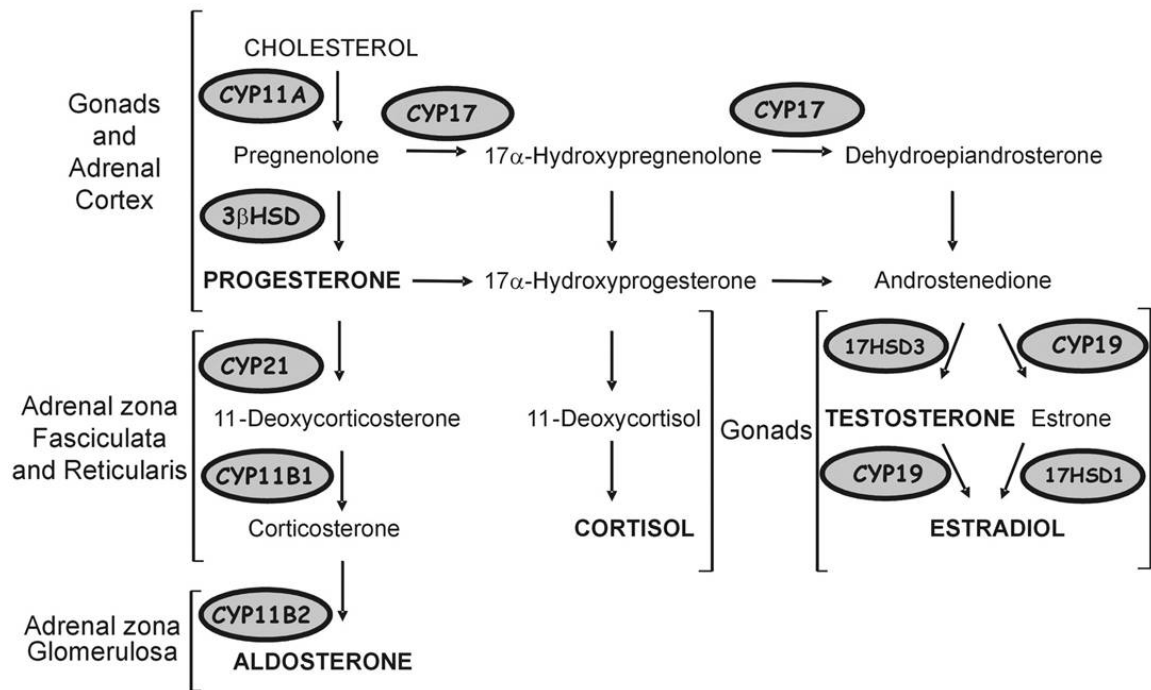 CHOLESTEROL
CYP11A
CYP17
CYP17
Gonads
and
Adrenal
Cortex
Pregnenolone
17α-Hydroxypregnenolone
Dehydroepiandrosterone
3βHSD
PROGESTERONE
17α-Hydroxyprogesterone
Androstenedione
CYP21
17HSD3
CYP19
Adrenal zona
Fasciculata
and Reticularis
11-Deoxycorticosterone
11-Deoxycortisol
Gonads
TESTOSTERONE
Estrone
CYP11B1
CYP19
17HSD1
Corticosterone
CORTISOL
ESTRADIOL
Adrenal zona
Glomerulosa
CYP11B2
ALDOSTERONE